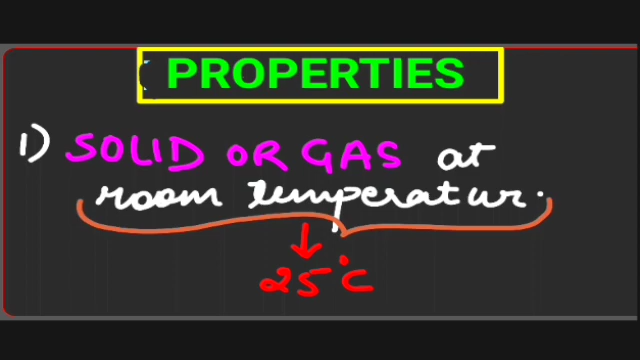 PROPERTIES
1) SOLID OR GAS at
room temperatur.
25°C